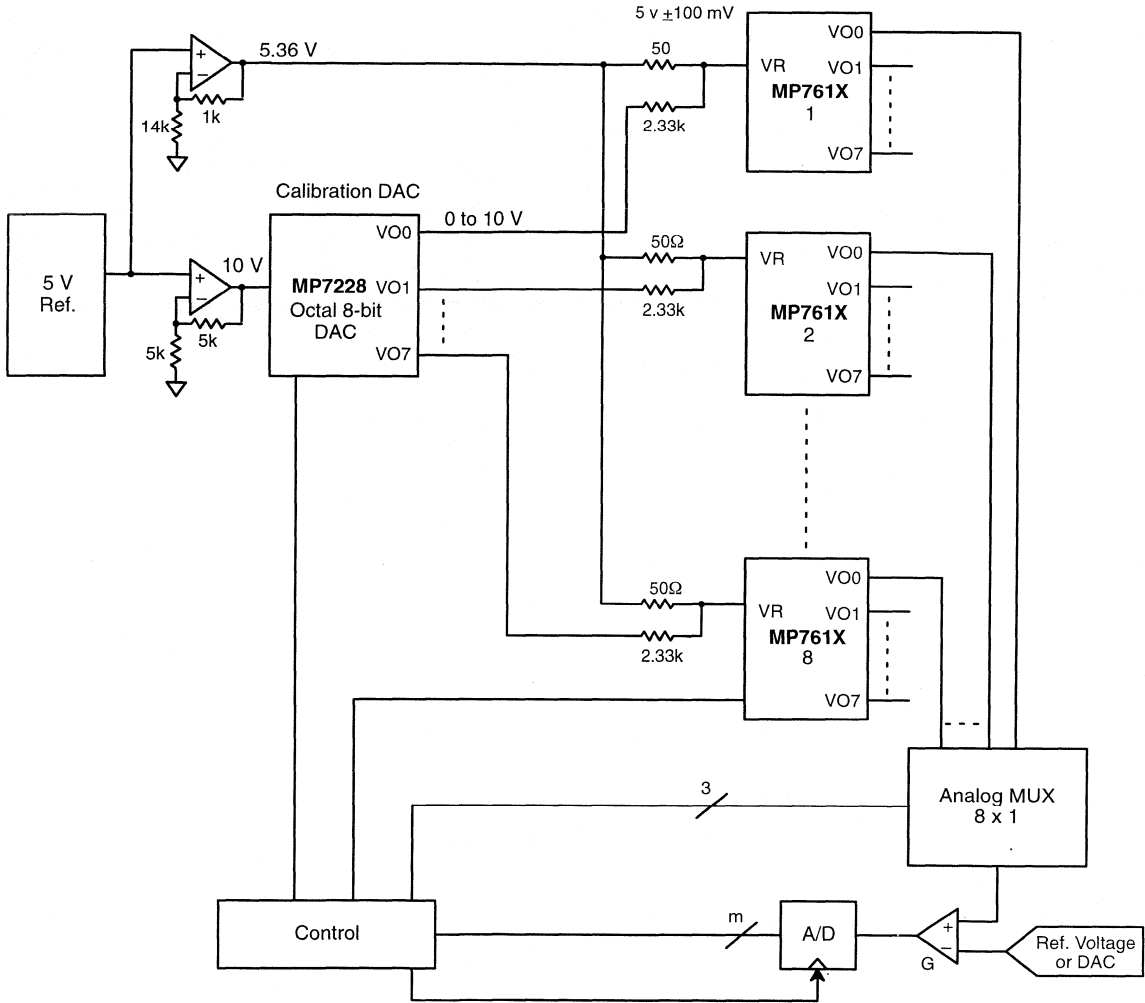 5 v ±100 mV
5.36 V
50
1k
14k
2.33k
VR
MP761X
1
VO0
VO1
VO7
Calibration DAC
0 to 10 V
5 V
Ref.
10 V
5k
5k
VO0
MP7228
VO1
Octal 8-bit
DAC
VO7
50Ω
2.33k
VR
MP761X
2
VO0
VO1
VO7
50Ω
2.33k
VR
MP761X
8
VO0
VO1
VO7
3
Analog MUX
8 x 1
Control
m
A/D
G
Ref. Voltage
or DAC
+
−
+
−
+
−